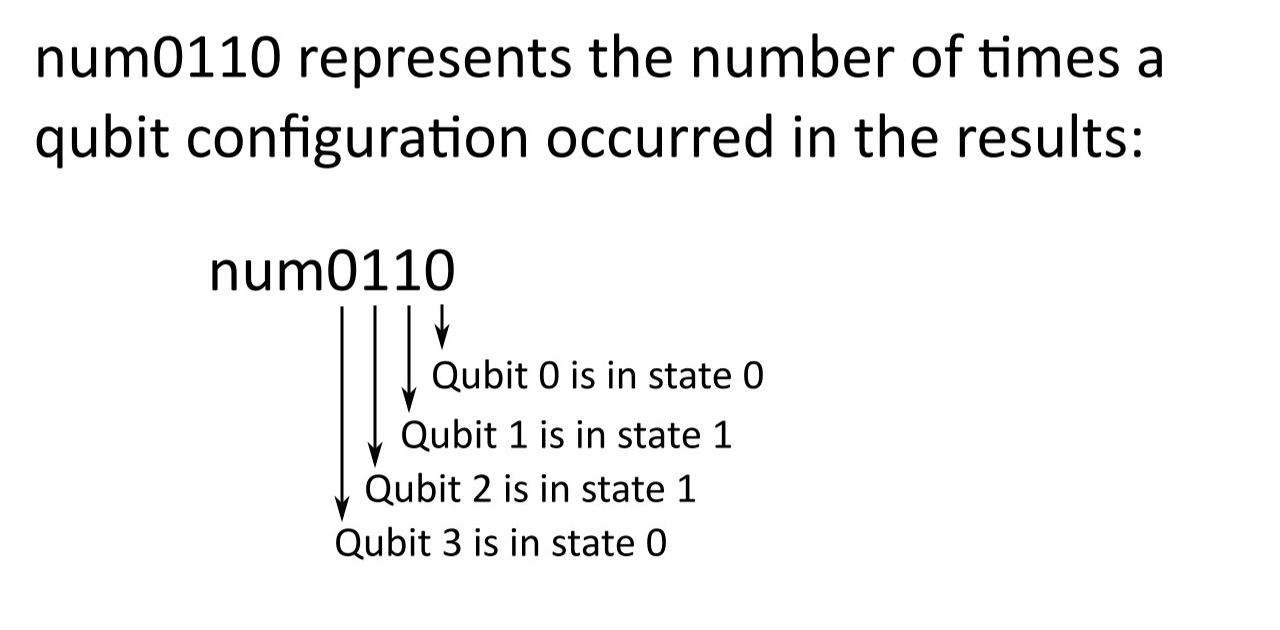 num0110 represents the number of times a
qubit configuration occurred in the results:
num0110
Qubit 0 is in state 0
Qubit 1 is in state 1
Qubit 2 is in state 1
Qubit 3 is in state 0